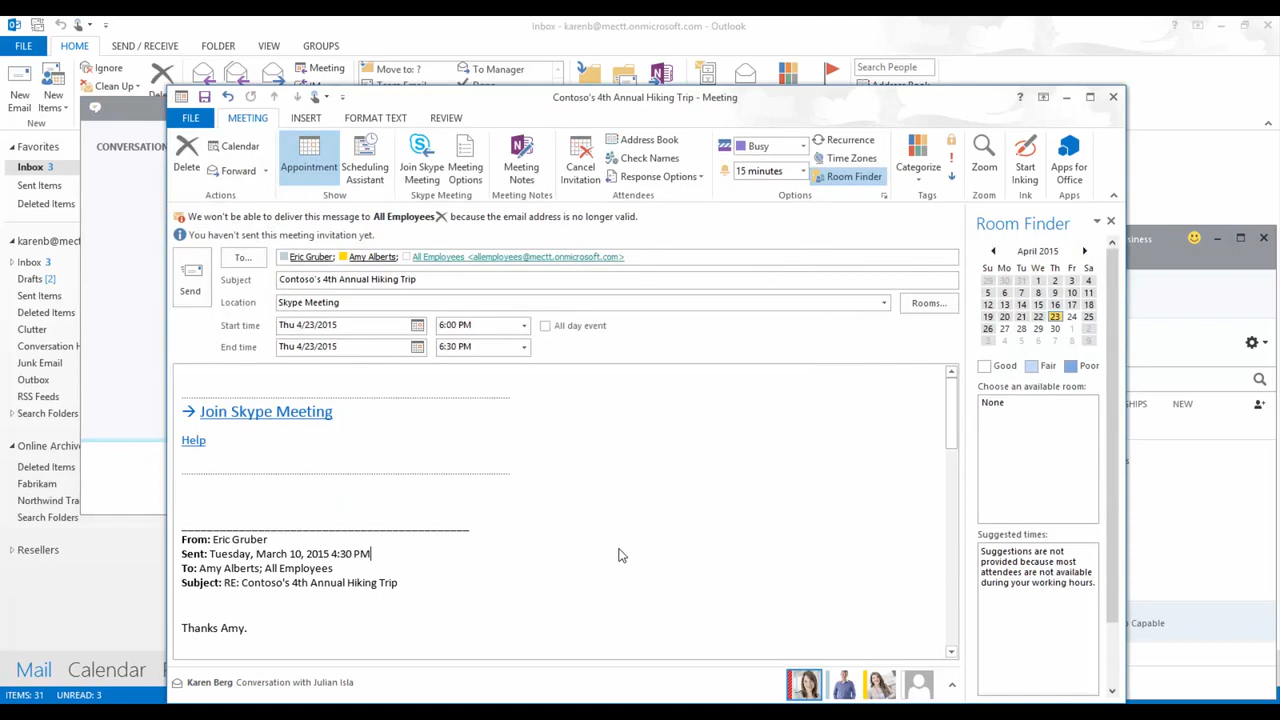 Inbox - karenb@mectt.onmicrosoft.com - Outlook
FILE HOME SEND / RECEIVE FOLDER VIEW GROUPS
New Email
New Items
New
Ignore
Clean Up
Meeting
Move to: ?
To Manager
Search People
Favorites
Inbox 3
Sent Items
Deleted Items
Inbox 3
Drafts [2]
Sent Items
Deleted Items
Clutter
Junk Email
Outbox
RSS Feeds
Search Folders
Deleted Items
Fabrikam
Search Folders
Resellers
Mail Calendar
ITEMS: 31 UNREAD: 3
Contoso's 4th Annual Hiking Trip - Meeting
FILE MEETING INSERT FORMAT TEXT REVIEW
Delete
Calendar
Forward
Actions
Appointment
Scheduling Assistant
Show
Join Skype Meeting
Meeting Options
Skype Meeting
Meeting Notes
Meeting Notes
Cancel Invitation
Address Book
Check Names
Response Options
Attendees
Busy
15 minutes
Recurrence
Time Zones
Room Finder
Options
Categorize
Tags
Zoom
Zoom
Start Inking
Ink
Apps for Office
Apps
We won't be able to deliver this message to All Employees because the email address is no longer valid.
You haven't sent this meeting invitation yet.
Send
To... Eric Gruber; Amy Alberts; All Employees <allemployees@mectt.onmicrosoft.com>
Subject Contoso's 4th Annual Hiking Trip
Location Skype Meeting Rooms...
Start time Thu 4/23/2015 6:00 PM All day event
End time Thu 4/23/2015 6:30 PM
→ Join Skype Meeting
Help
From: Eric Gruber
Sent: Tuesday, March 10, 2015 4:30 PM
To: Amy Alberts; All Employees
Subject: RE: Contoso's 4th Annual Hiking Trip
Thanks Amy.
Karen Berg Conversation with Julian Isla
Room Finder
April 2015
Su Mo Tu We Th Fr Sa
29 30 31 1 2 3 4
5 6 7 8 9 10 11
12 13 14 15 16 17 18
19 20 21 22 23 24 25
26 27 28 29 30 1 2
3 4 5 6 7 8 9
Good Fair Poor
Choose an available room:
None
Suggested times:
Suggestions are not
provided because most
attendees are not available
during your working hours.
NEW
Capable